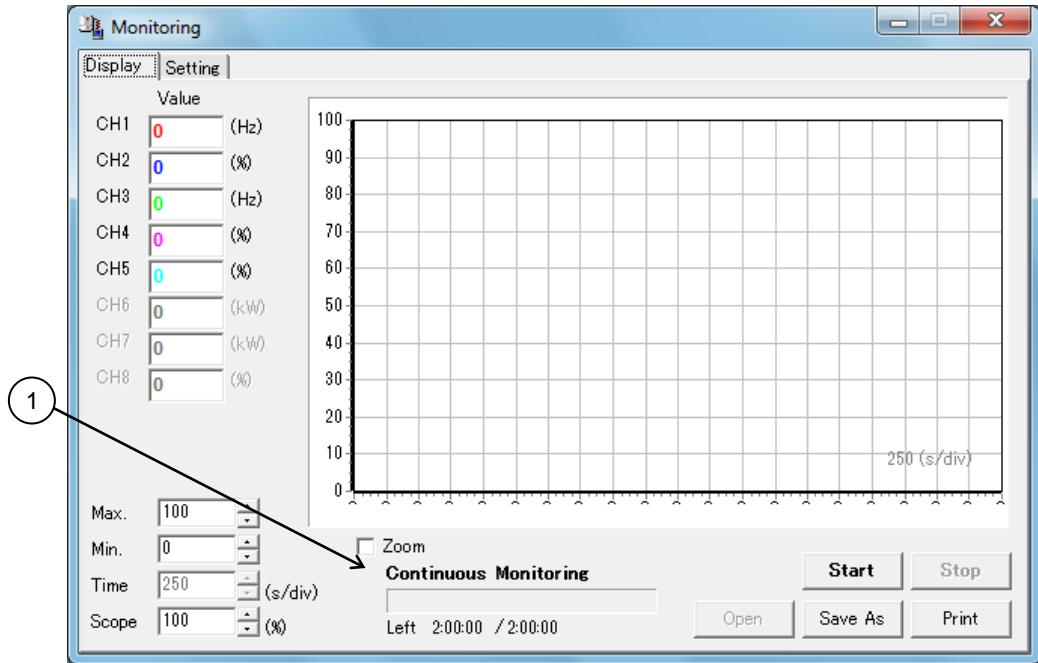 Monitoring
Display Setting
Value
CH1 0 (Hz)
CH2 0 (%)
CH3 0 (Hz)
CH4 0 (%)
CH5 0 (%)
CH6 0 (kW)
CH7 0 (kW)
CH8 0 (%)
1
Max. 100
Min. 0
Time 250 (s/div)
Scope 100 (%)
100
90
80
70
60
50
40
30
20
10
0
250 (s/div)
Zoom
Continuous Monitoring
Left 2:00:00 / 2:00:00
Start Stop
Open Save As Print